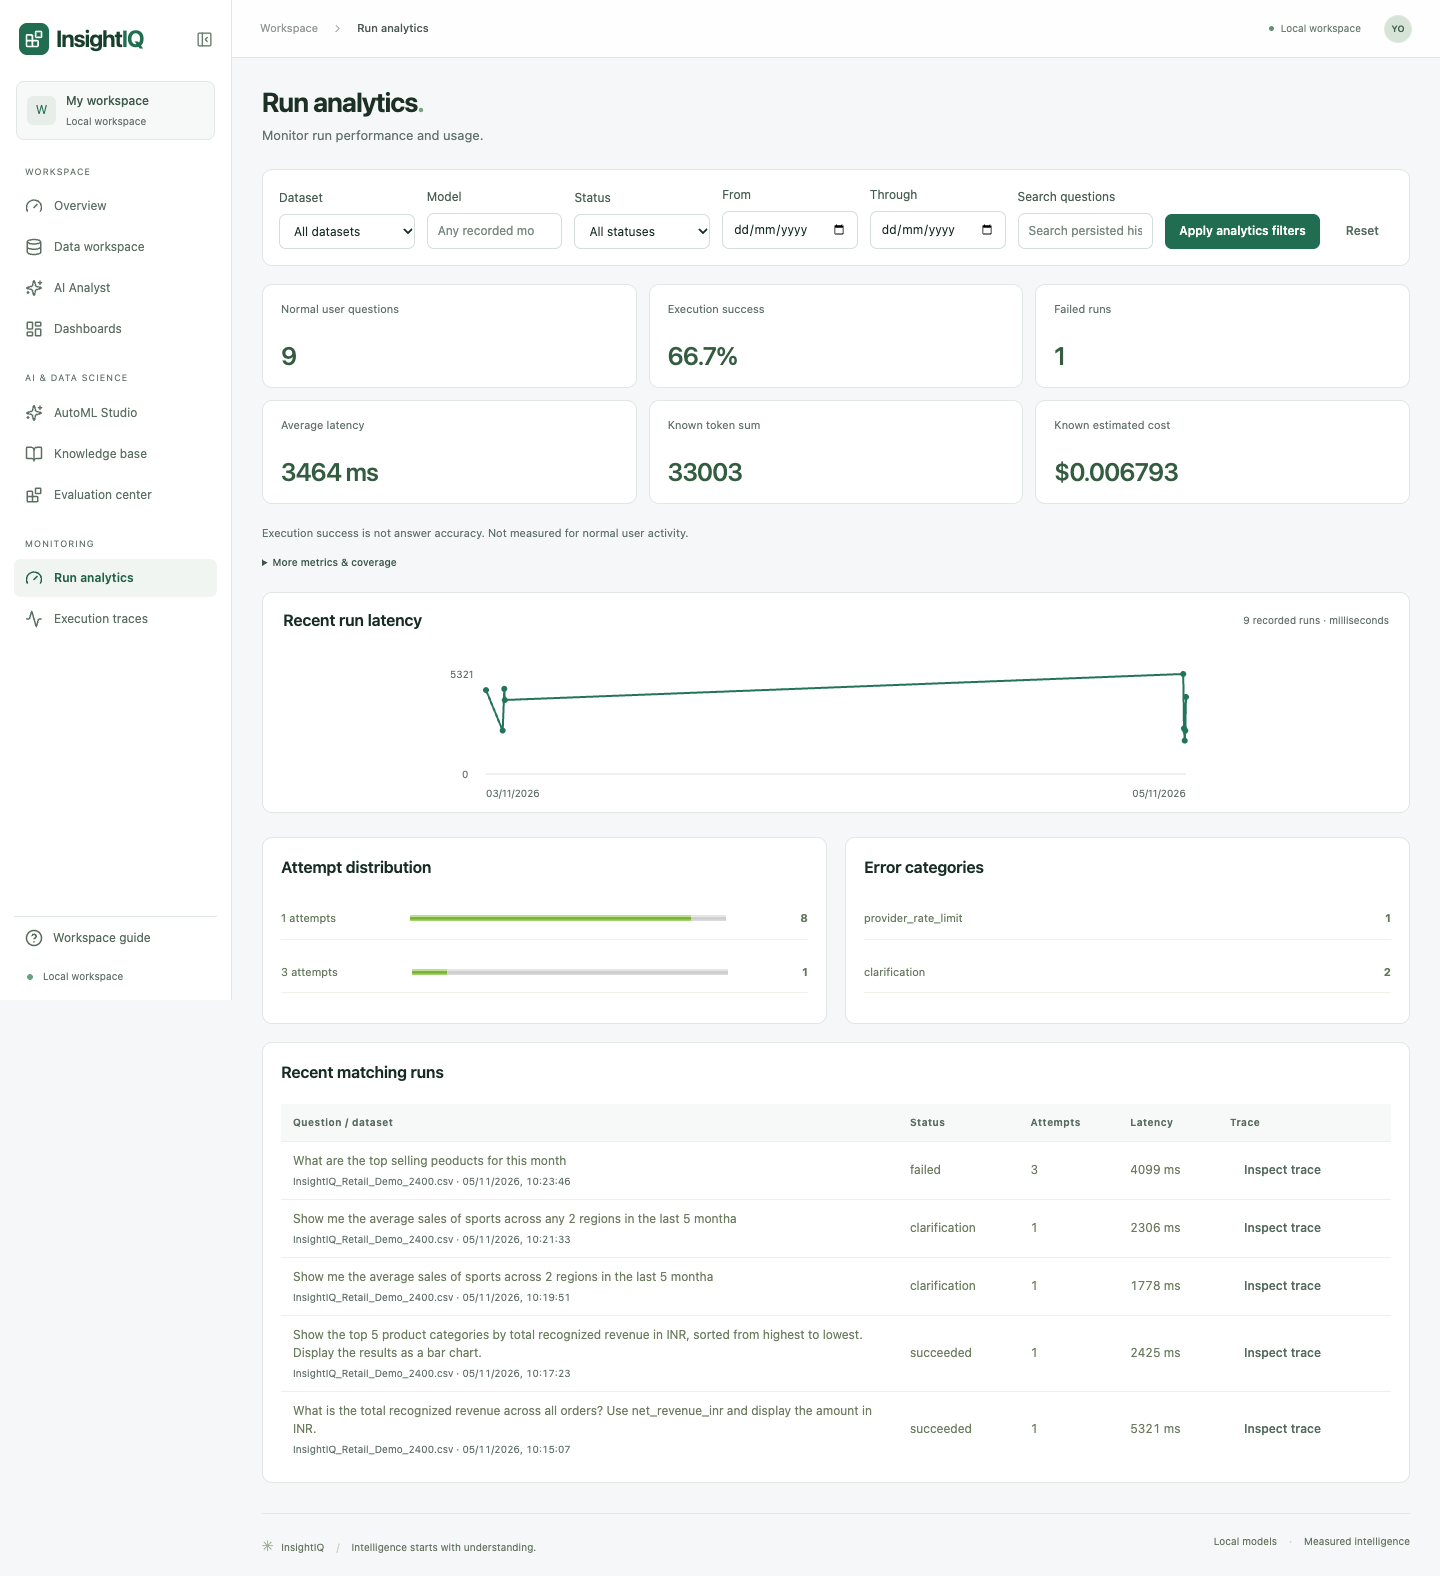 InsightIQ
Workspace
Run analytics
Local workspace
YO
W
My workspace
Local workspace
WORKSPACE
Overview
Data workspace
AI Analyst
Dashboards
AI & DATA SCIENCE
AutoML Studio
Knowledge base
Evaluation center
MONITORING
Run analytics
Execution traces
Workspace guide
Local workspace
Run analytics.
Monitor run performance and usage.
Dataset
All datasets
Model
Any recorded mo
Status
All statuses
From
dd/mm/yyyy
Through
dd/mm/yyyy
Search questions
Search persisted his
Apply analytics filters
Reset
Normal user questions
9
Execution success
66.7%
Failed runs
1
Average latency
3464 ms
Known token sum
33003
Known estimated cost
$0.006793
Execution success is not answer accuracy. Not measured for normal user activity.
More metrics & coverage
Recent run latency
9 recorded runs · milliseconds
5321
0
03/11/2026
05/11/2026
Attempt distribution
1 attempts 8
3 attempts 1
Error categories
provider_rate_limit 1
clarification 2
Recent matching runs
Question / dataset Status Attempts Latency Trace
What are the top selling peoducts for this month
InsightIQ_Retail_Demo_2400.csv · 05/11/2026, 10:23:46
failed 3 4099 ms Inspect trace
Show me the average sales of sports across any 2 regions in the last 5 montha
InsightIQ_Retail_Demo_2400.csv · 05/11/2026, 10:21:33
clarification 1 2306 ms Inspect trace
Show me the average sales of sports across 2 regions in the last 5 montha
InsightIQ_Retail_Demo_2400.csv · 05/11/2026, 10:19:51
clarification 1 1778 ms Inspect trace
Show the top 5 product categories by total recognized revenue in INR, sorted from highest to lowest.
Display the results as a bar chart.
InsightIQ_Retail_Demo_2400.csv · 05/11/2026, 10:17:23
succeeded 1 2425 ms Inspect trace
What is the total recognized revenue across all orders? Use net_revenue_inr and display the amount in
INR.
InsightIQ_Retail_Demo_2400.csv · 05/11/2026, 10:15:07
succeeded 1 5321 ms Inspect trace
InsightIQ / Intelligence starts with understanding.
Local models · Measured intelligence